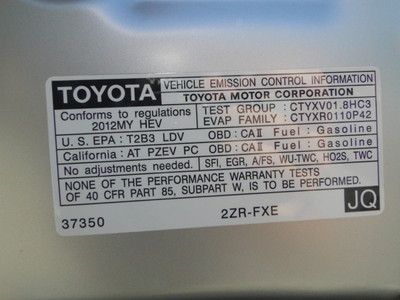 TOYOTA VEHICLE EMISSION CONTROL INFORMATION
TOYOTA MOTOR CORPORATION
Conforms to regulations TEST GROUP : CTYXV01.8HC3
2012MY HEV EVAP FAMILY : CTYXR0110P42
U. S. EPA : T2B3 LDV OBD: CAⅡ Fuel: Gasoline
California: AT PZEV PC OBD: CAⅡ Fuel: Gasoline
No adjustments needed. SFI, EGR, A/FS, WU-TWC, HO2S, TWC
NONE OF THE PERFORMANCE WARRANTY TESTS
OF 40 CFR PART 85, SUBPART W, IS TO BE PERFORMED.
37350 2ZR-FXE JQ